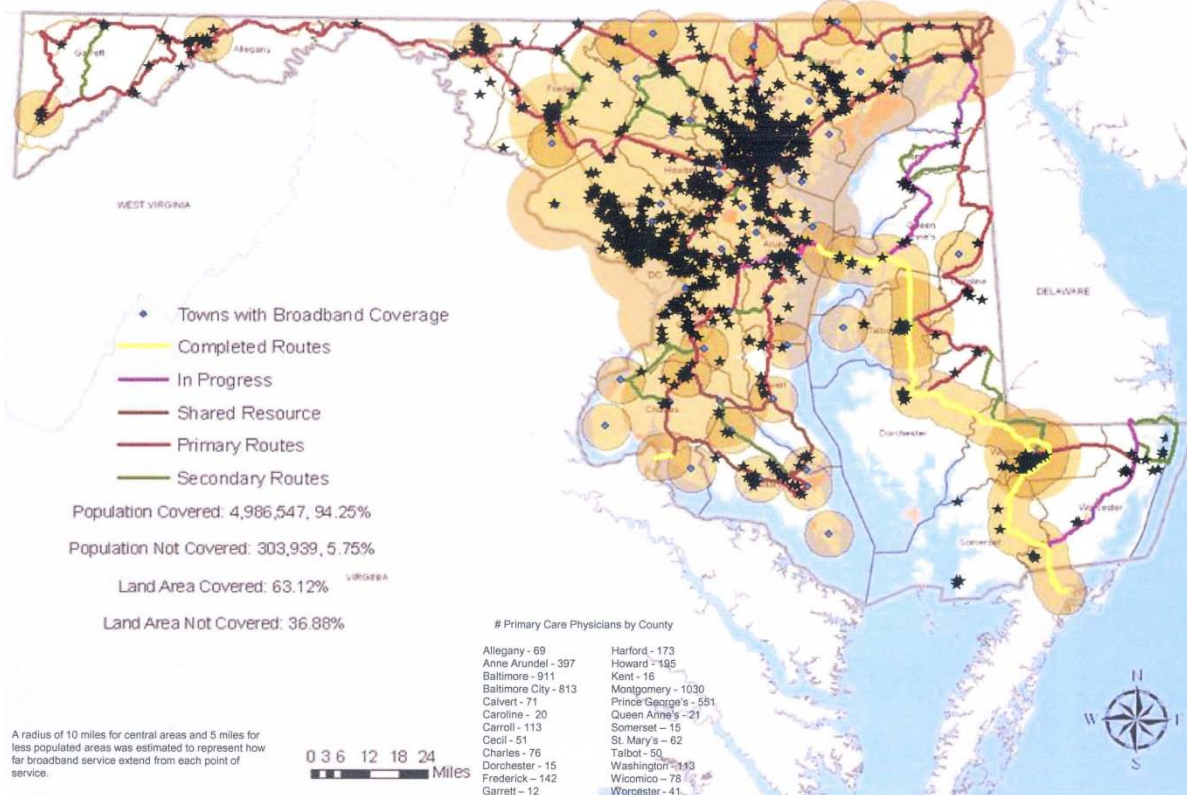 Garrett
Allegany
WEST VIRGINIA
DC
DELAWARE
Dorchester
Worcester
Somerset
Towns with Broadband Coverage
Completed Routes
In Progress
Shared Resource
Primary Routes
Secondary Routes
Population Covered: 4,986,547, 94.25%
Population Not Covered: 303,939, 5.75%
Land Area Covered: 63.12%
VIRGINIA
Land Area Not Covered: 36.88%
# Primary Care Physicians by County
Allegany - 69
Anne Arundel - 397
Baltimore - 911
Baltimore City - 813
Calvert - 71
Caroline - 20
Carroll - 113
Cecil - 51
Charles - 76
Dorchester - 15
Frederick - 142
Garrett – 12
Harford - 173
Howard - 195
Kent - 16
Montgomery - 1030
Prince George's - 551
Queen Anne's - 21
Somerset – 15
St. Mary's – 62
Talbot - 50
Washington - 113
Wicomico – 78
Worcester - 41
A radius of 10 miles for central areas and 5 miles for
less populated areas was estimated to represent how
far broadband service extend from each point of
service.
0 3 6 12 18 24
Miles
N
W
S